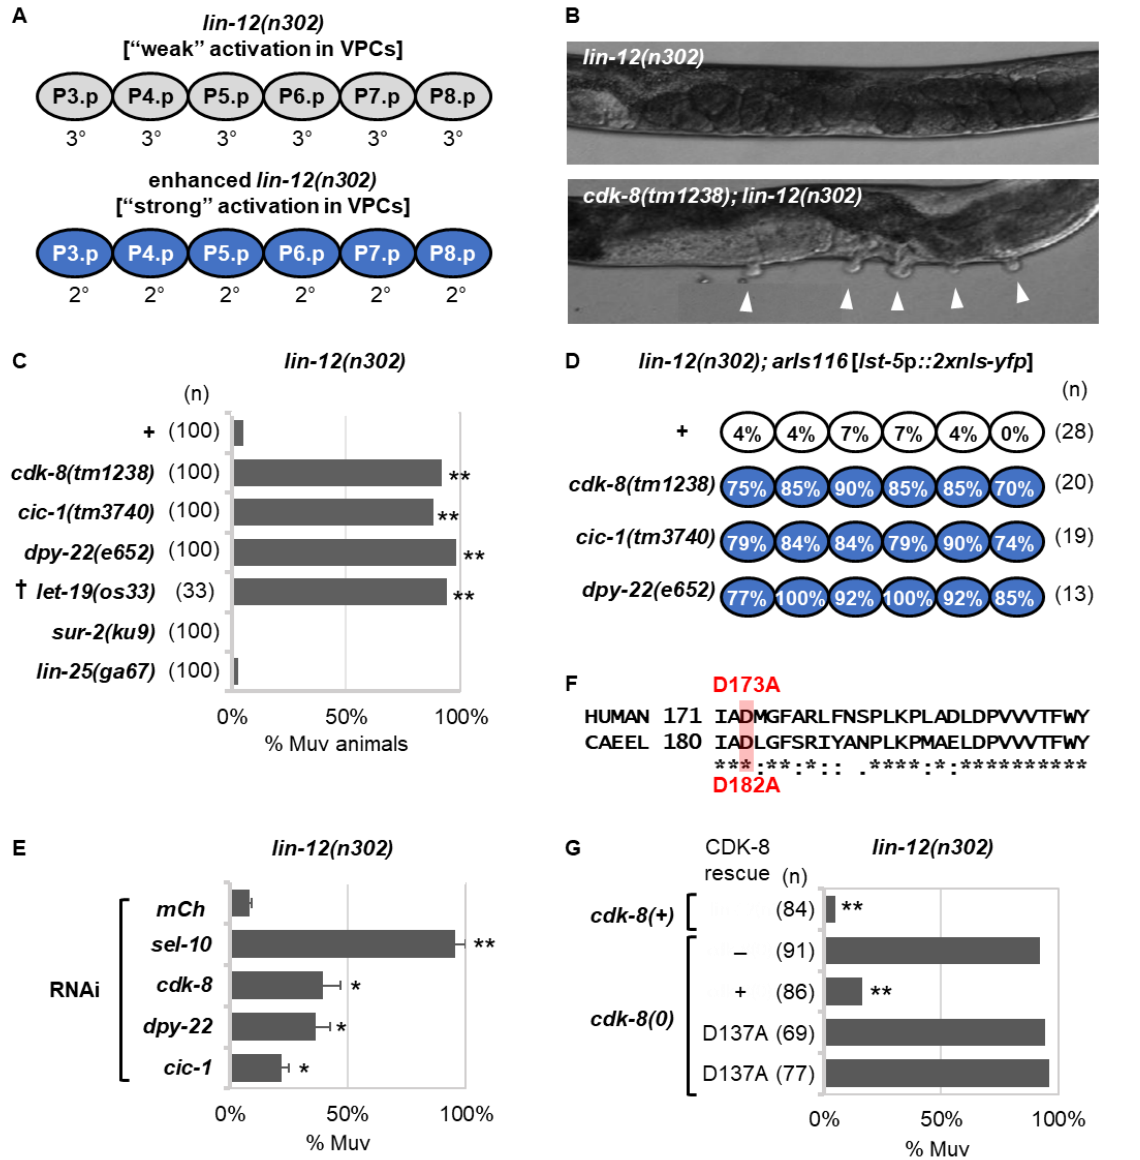 A
lin-12(n302)
["weak" activation in VPCs]
P3.p P4.p P5.p P6.p P7.p P8.p
3° 3° 3° 3° 3° 3°
enhanced lin-12(n302)
["strong" activation in VPCs]
P3.p P4.p P5.p P6.p P7.p P8.p
2° 2° 2° 2° 2° 2°
B
lin-12(n302)
cdk-8(tm1238); lin-12(n302)
C
lin-12(n302)
(n)
+ (100)
cdk-8(tm1238) (100) **
cic-1(tm3740) (100) **
dpy-22(e652) (100) **
† let-19(os33) (33) **
sur-2(ku9) (100)
lin-25(ga67) (100)
0% 50% 100%
% Muv animals
D
lin-12(n302); arIs116 [lst-5p::2xnls-yfp]
(n)
+ 4% 4% 7% 7% 4% 0% (28)
cdk-8(tm1238) 75% 85% 90% 85% 85% 70% (20)
cic-1(tm3740) 79% 84% 84% 79% 90% 74% (19)
dpy-22(e652) 77% 100% 92% 100% 92% 85% (13)
F
D173A
HUMAN 171 IADMGFARLFNSPLKPLADLDPVVVTFWY
CAEEL 180 IADLGFSRIYANPLKPMAELDPVVVTFWY
***:**:*:: .****:*:***********
D182A
E
lin-12(n302)
RNAi
mCh
sel-10 **
cdk-8 *
dpy-22 *
cic-1 *
0% 50% 100%
% Muv
G
CDK-8
rescue (n)
lin-12(n302)
cdk-8(+) (84) **
cdk-8(0)
– (91)
+ (86) **
D137A (69)
D137A (77)
0% 50% 100%
% Muv